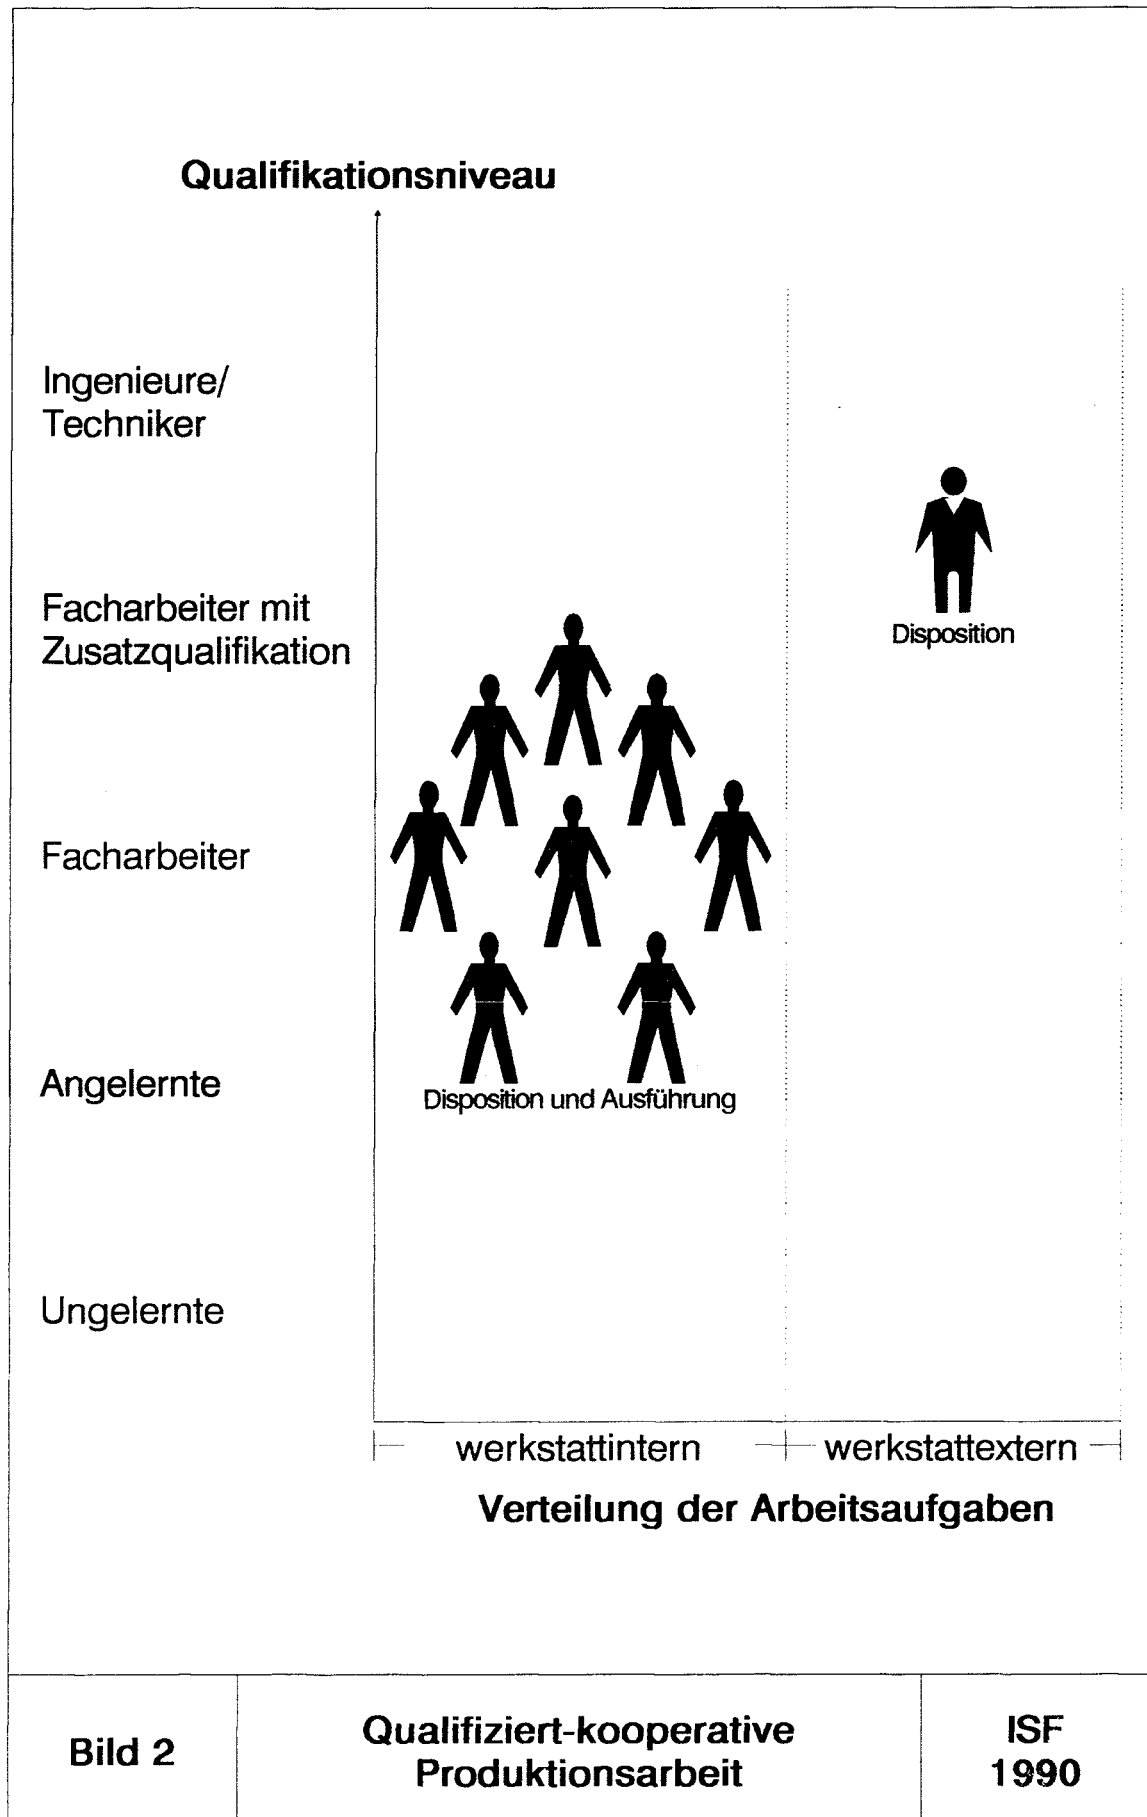 Qualifikationsniveau
Ingenieure/
Techniker
Facharbeiter mit
Zusatzqualifikation
Disposition
Facharbeiter
Angelernte
Disposition und Ausführung
Ungelernte
werkstattintern
werkstattextern
Verteilung der Arbeitsaufgaben
Bild 2
Qualifiziert-kooperative
Produktionsarbeit
ISF
1990